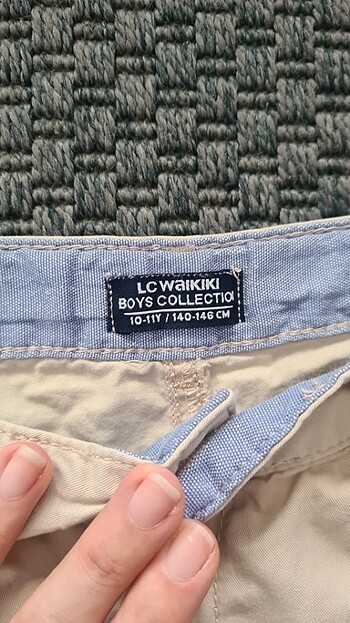 LC WaIKIKI
BOYS COLLECTION
10-11Y / 140-146 CM